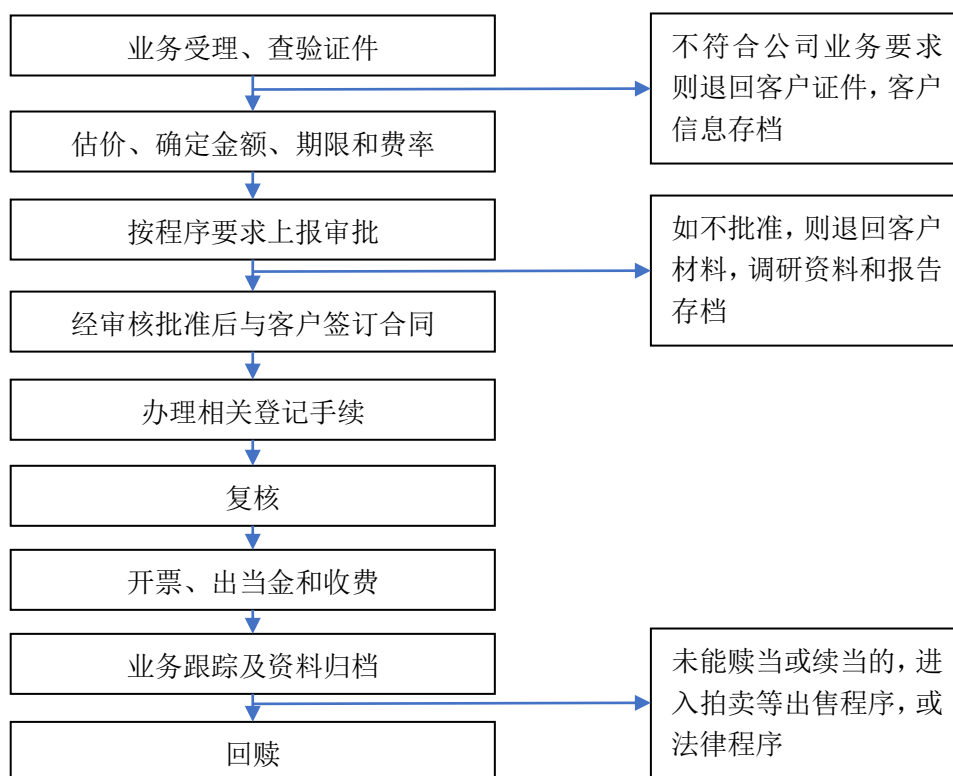 业务受理、查验证件
不符合公司业务要求
则退回客户证件，客户
信息存档
估价、确定金额、期限和费率
按程序要求上报审批
如不批准，则退回客户
材料，调研资料和报告
存档
经审核批准后与客户签订合同
办理相关登记手续
复核
开票、出当金和收费
业务跟踪及资料归档
未能赎当或续当的，进
入拍卖等出售程序，或
法律程序
回赎